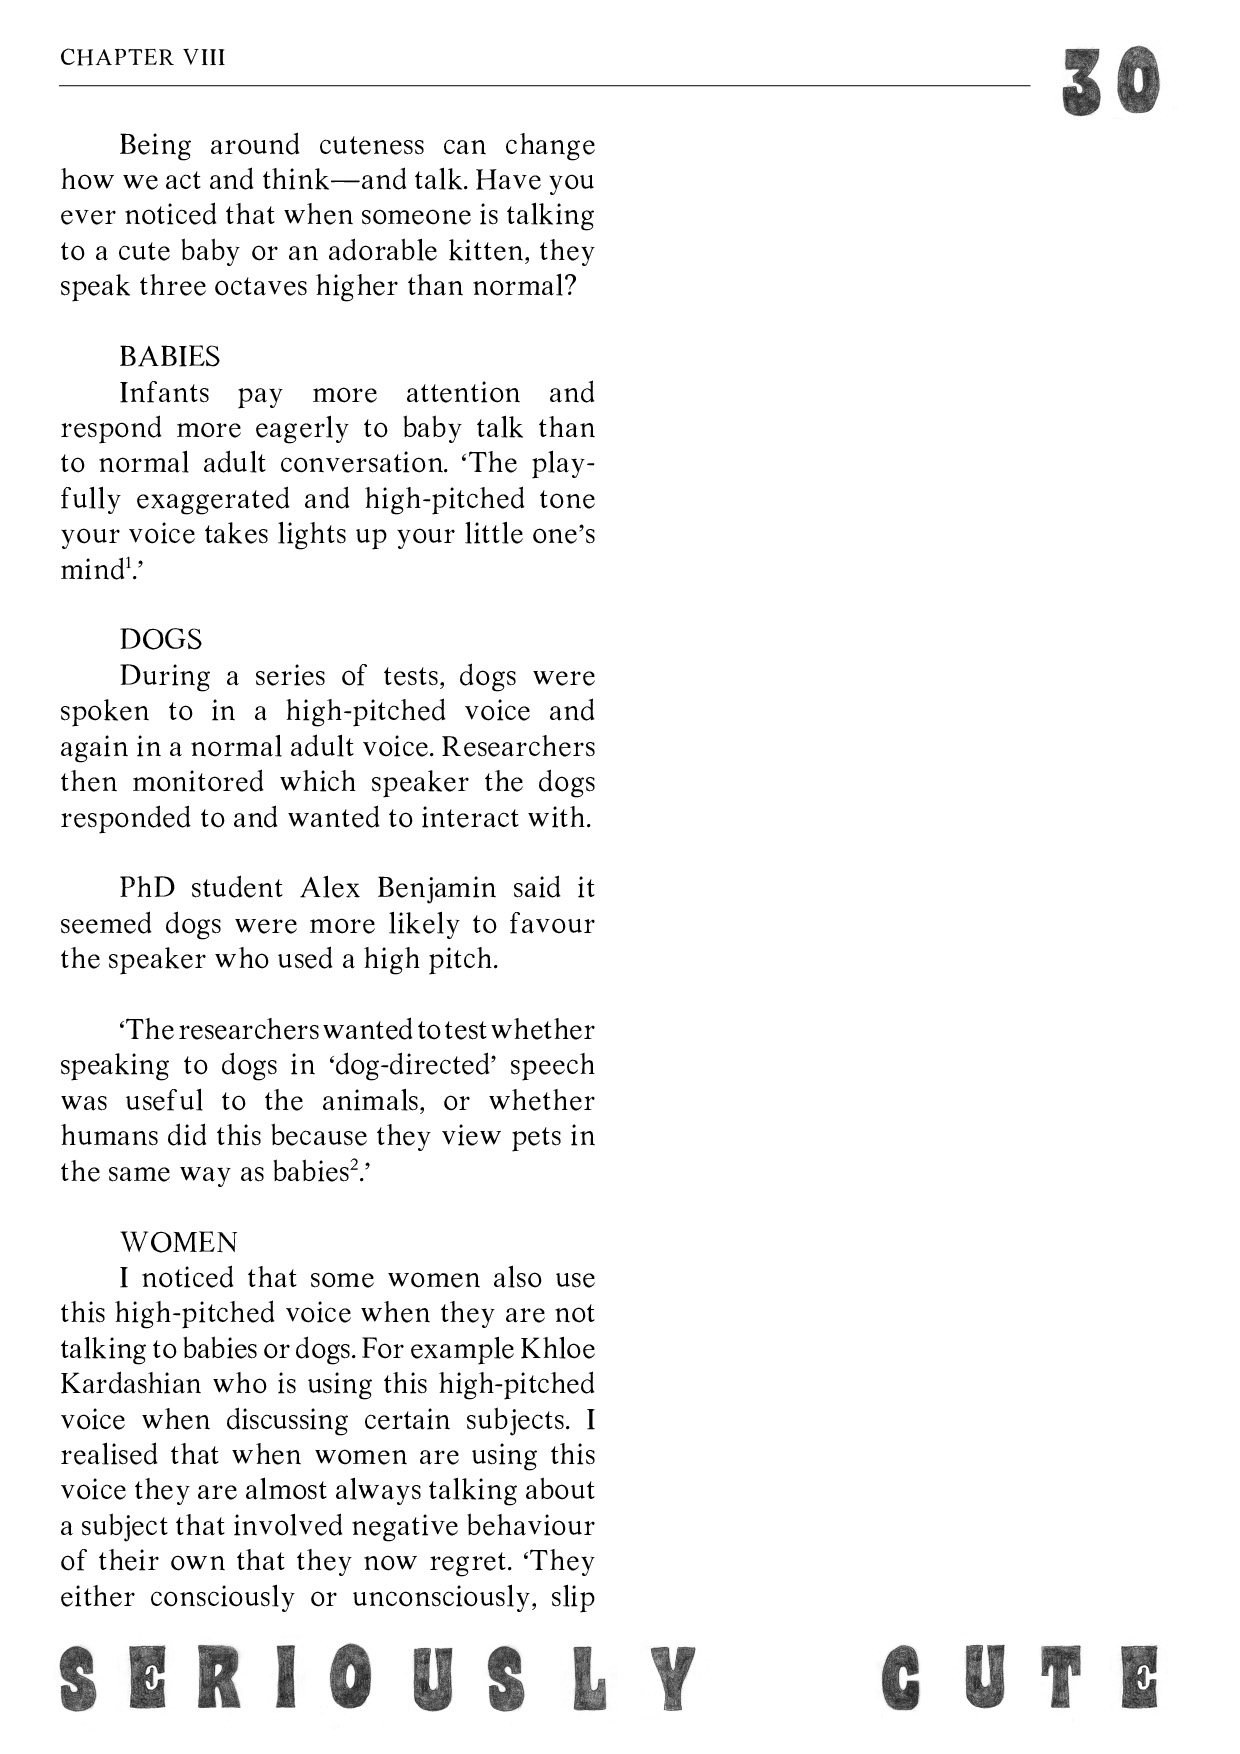 CHAPTER VIII
30
Being around cuteness can change
how we act and think—and talk. Have you
ever noticed that when someone is talking
to a cute baby or an adorable kitten, they
speak three octaves higher than normal?
BABIES
Infants pay more attention and
respond more eagerly to baby talk than
to normal adult conversation. ‘The play-
fully exaggerated and high-pitched tone
your voice takes lights up your little one’s
mind¹.’
DOGS
During a series of tests, dogs were
spoken to in a high-pitched voice and
again in a normal adult voice. Researchers
then monitored which speaker the dogs
responded to and wanted to interact with.
PhD student Alex Benjamin said it
seemed dogs were more likely to favour
the speaker who used a high pitch.
‘The researchers wanted to test whether
speaking to dogs in ‘dog-directed’ speech
was useful to the animals, or whether
humans did this because they view pets in
the same way as babies².’
WOMEN
I noticed that some women also use
this high-pitched voice when they are not
talking to babies or dogs. For example Khloe
Kardashian who is using this high-pitched
voice when discussing certain subjects. I
realised that when women are using this
voice they are almost always talking about
a subject that involved negative behaviour
of their own that they now regret. ‘They
either consciously or unconsciously, slip
SERIOUSLY CUTE